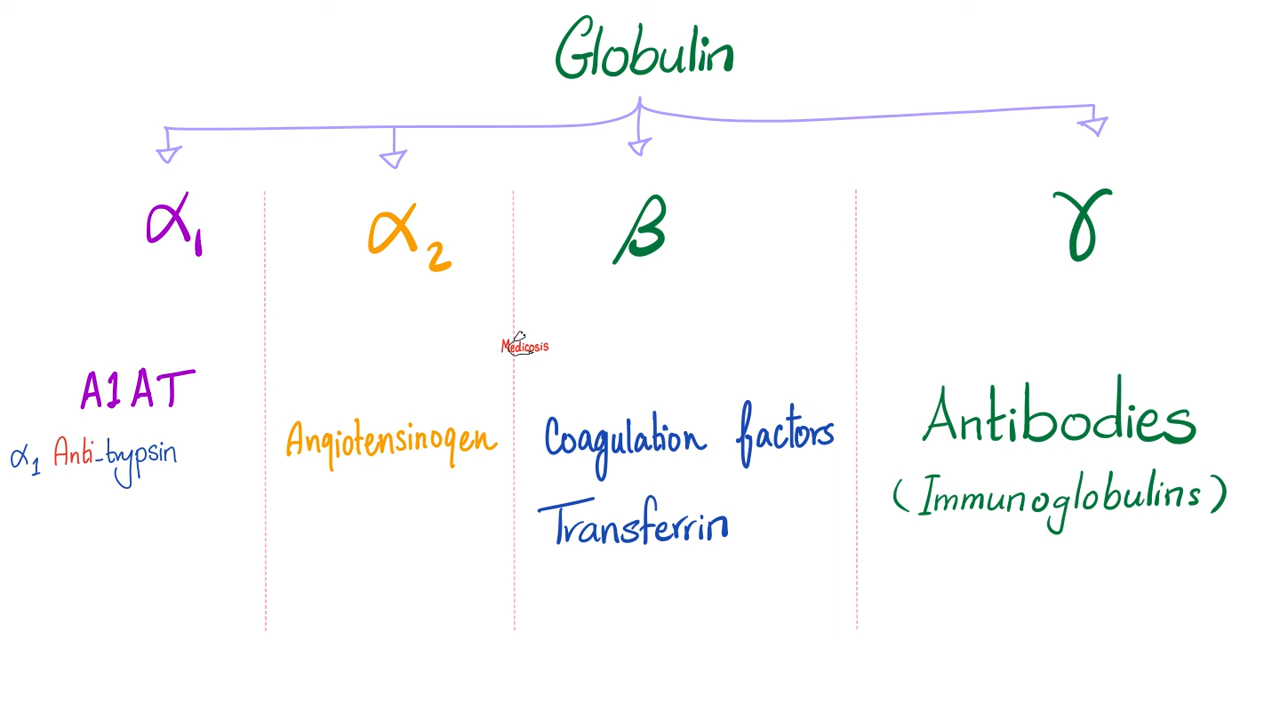 Globulin
α1
α2
β
γ
Medicosis
A1AT
α1 Anti-trypsin
Angiotensinogen
Coagulation factors
Transferrin
Antibodies
(Immunoglobulins)